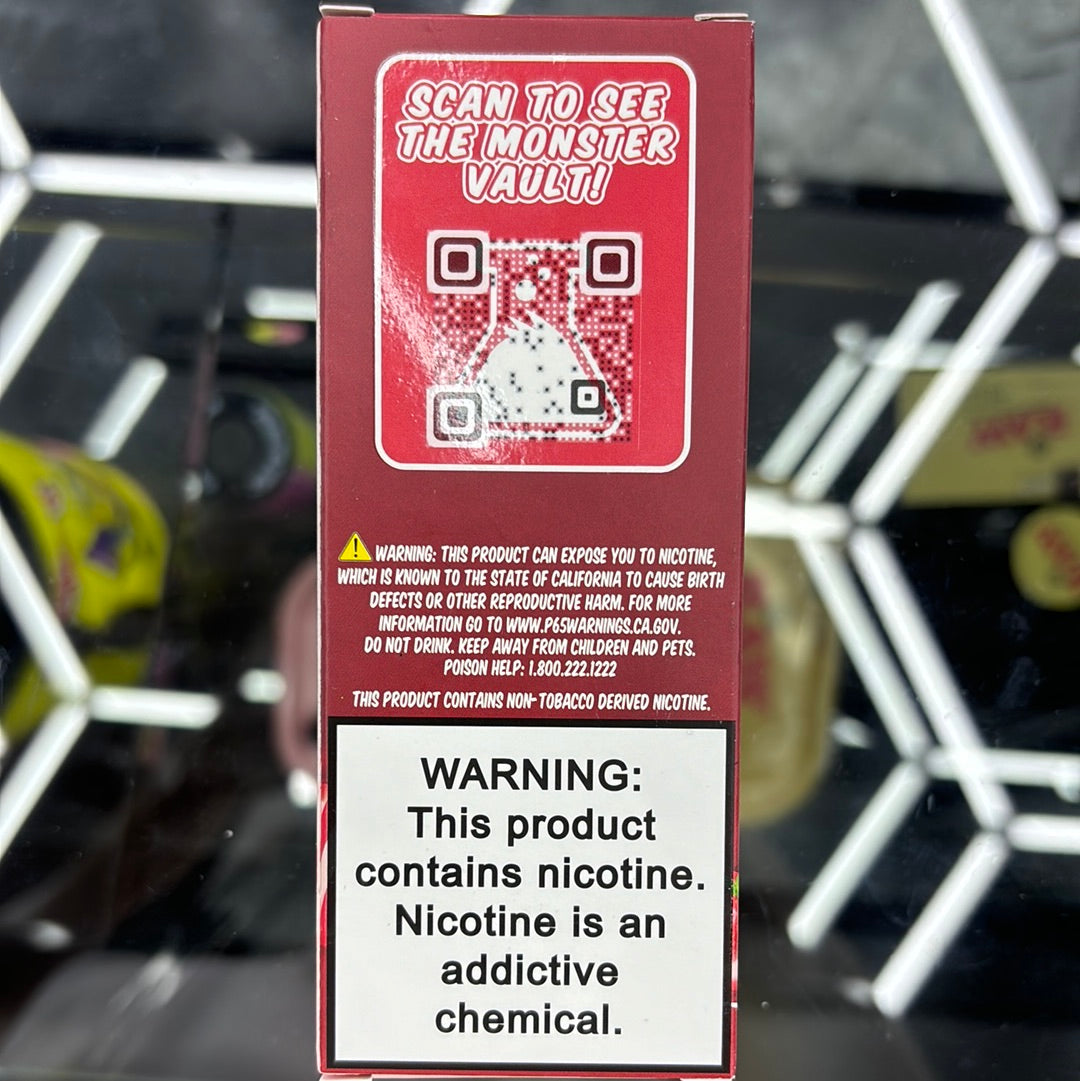 SCAN TO SEE
THE MONSTER
VAULT!
WARNING: THIS PRODUCT CAN EXPOSE YOU TO NICOTINE,
WHICH IS KNOWN TO THE STATE OF CALIFORNIA TO CAUSE BIRTH
DEFECTS OR OTHER REPRODUCTIVE HARM. FOR MORE
INFORMATION GO TO WWW.P65WARNINGS.CA.GOV.
DO NOT DRINK. KEEP AWAY FROM CHILDREN AND PETS.
POISON HELP: 1.800.222.1222
THIS PRODUCT CONTAINS NON-TOBACCO DERIVED NICOTINE.
WARNING:
This product
contains nicotine.
Nicotine is an
addictive
chemical.